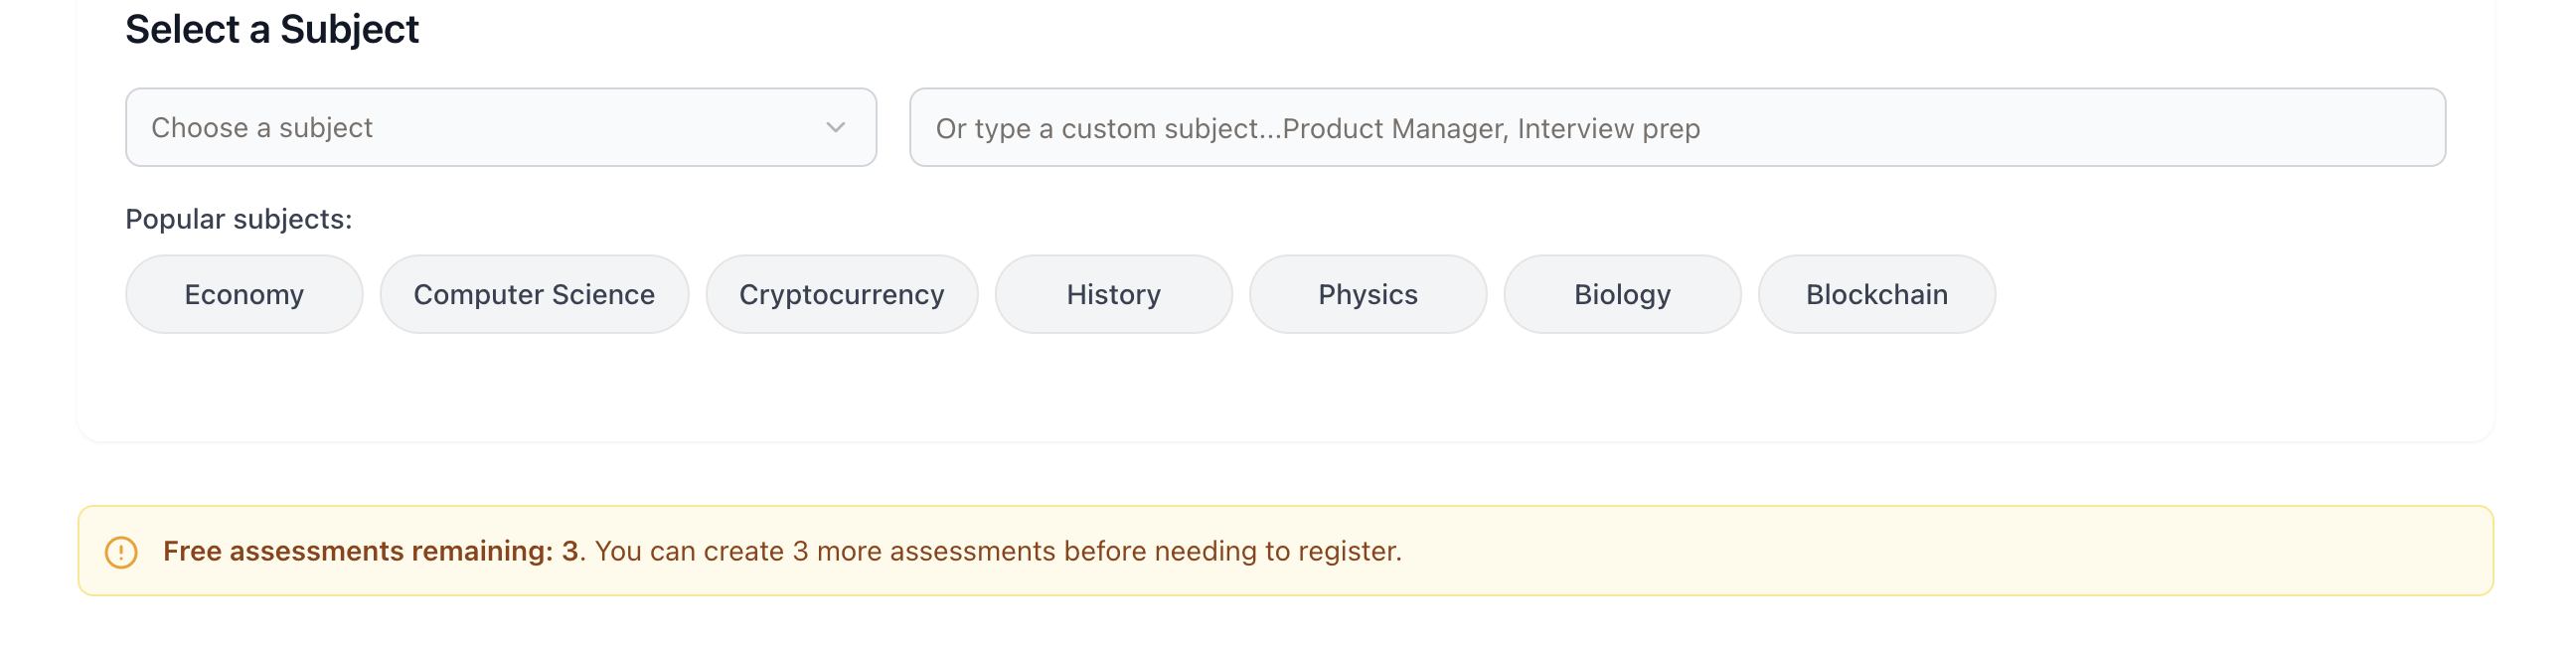 Select a Subject
Choose a subject
Or type a custom subject...Product Manager, Interview prep
Popular subjects:
Economy
Computer Science
Cryptocurrency
History
Physics
Biology
Blockchain
Free assessments remaining: 3. You can create 3 more assessments before needing to register.